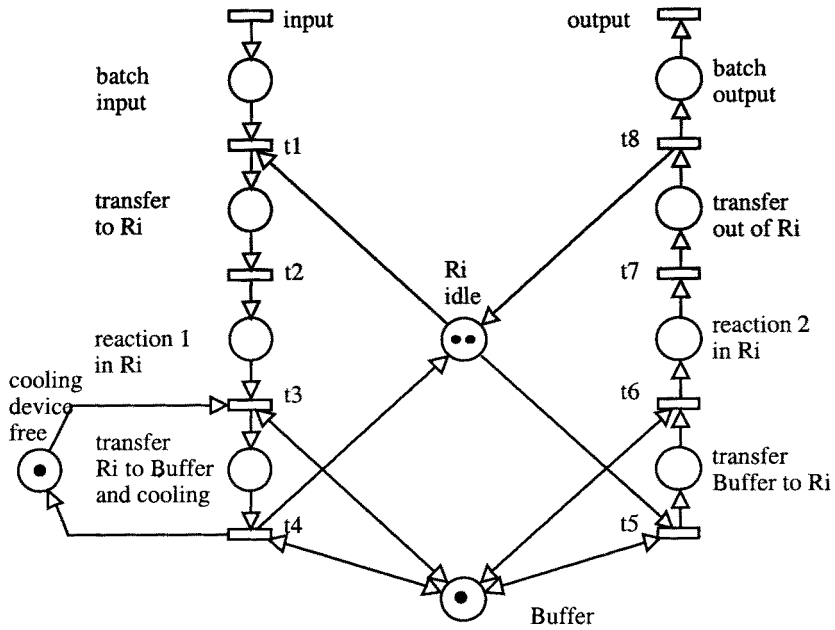 input
batch
input
t1
transfer
to Ri
t2
reaction 1
in Ri
cooling
device
free
t3
transfer
Ri to Buffer
and cooling
t4
Ri
idle
Buffer
output
batch
output
t8
transfer
out of Ri
t7
reaction 2
in Ri
t6
transfer
Buffer to Ri
t5